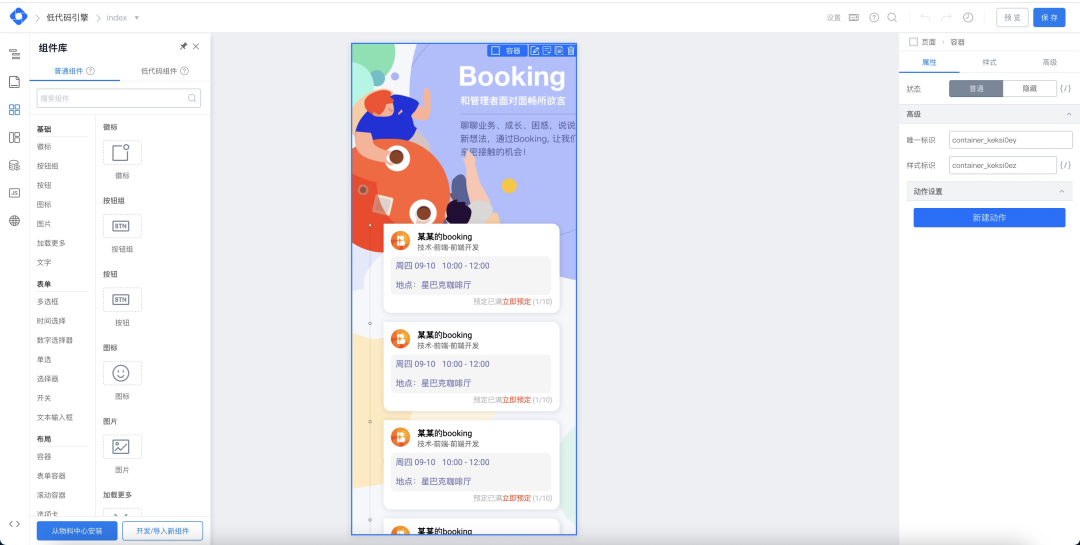 低代码引擎
index
设置
预 览
保 存
组件库
普通组件
低代码组件
搜索组件
基础
徽标
按钮组
按钮
图标
图片
加载更多
文字
表单
多选框
时间选择
数字选择器
单选
选择器
开关
文本输入框
布局
容器
表单容器
滚动容器
选项卡
徽标
徽标
按钮组
BTN
按钮组
按钮
BTN
按钮
图标
图标
图片
图片
加载更多
从物料中心安装
开发/导入新组件
JS
容器
Booking
和管理者面对面畅所欲言
聊聊业务、成长、困惑，说说
新想法，通过Booking, 让我们
亲密接触的机会！
某某的booking
技术-前端-前端开发
周四 09-10 10:00 - 12:00
地点：星巴克咖啡厅
预定已满立即预定 (1/10)
某某的booking
技术-前端-前端开发
周四 09-10 10:00 - 12:00
地点：星巴克咖啡厅
预定已满立即预定 (1/10)
某某的booking
技术-前端-前端开发
周四 09-10 10:00 - 12:00
地点：星巴克咖啡厅
预定已满立即预定 (1/10)
某某的booking
页面
容器
属性
样式
高级
状态
普通
隐藏
{/}
高级
唯一标识
container_keksi0ey
样式标识
container_keksi0ez
{/}
动作设置
新建动作